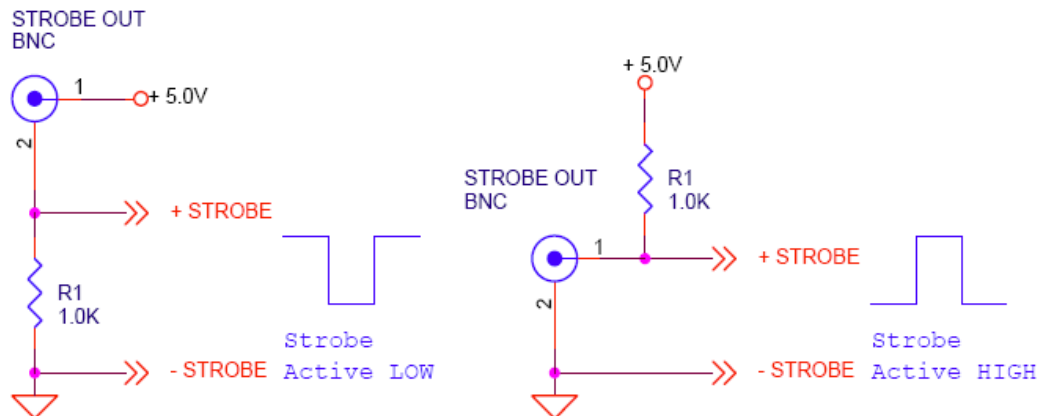 STROBE OUT
BNC
1
+ 5.0V
2
+ STROBE
R1
1.0K
- STROBE
Strobe
Active LOW
+ 5.0V
R1
1.0K
STROBE OUT
BNC
1
+ STROBE
2
- STROBE
Strobe
Active HIGH